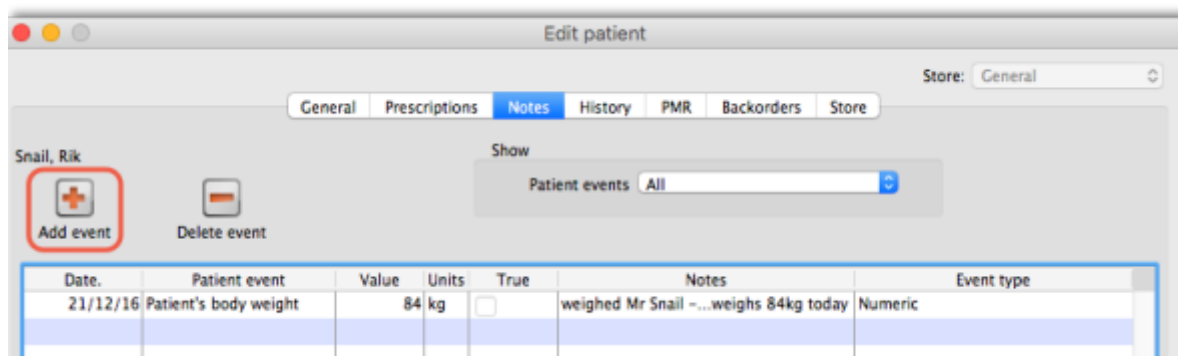 Edit patient
Store: General
General Prescriptions Notes History PMR Backorders Store
Snail, Rik
Show
Patient events All
Add event Delete event
Date. Patient event Value Units True Notes Event type
21/12/16 Patient's body weight 84 kg weighed Mr Snail -...weighs 84kg today Numeric